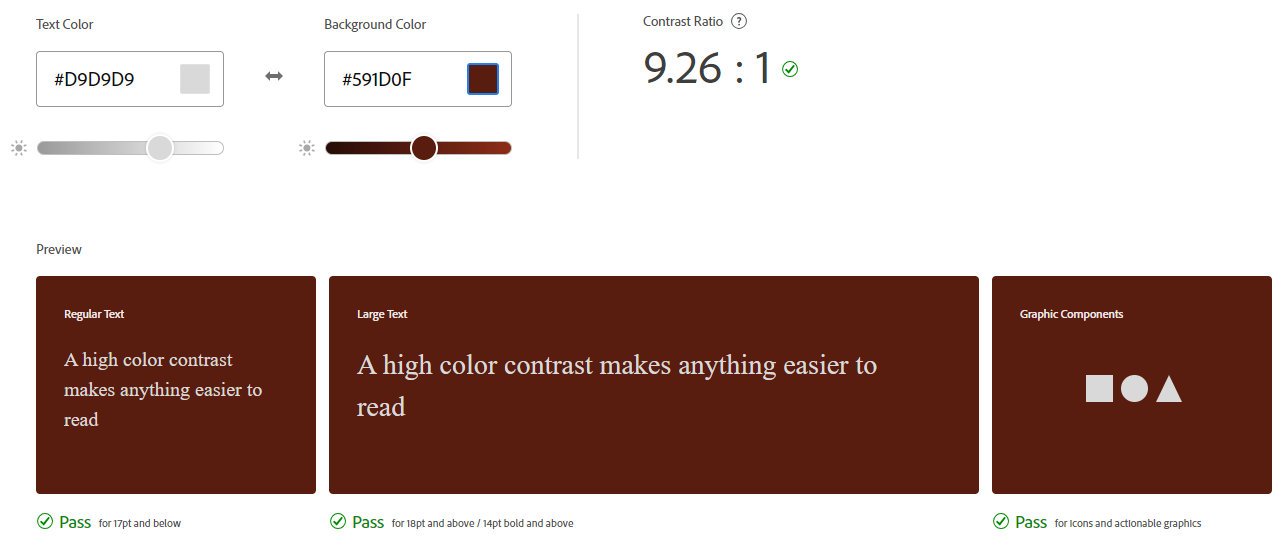 Text Color
Background Color
Contrast Ratio ?
#D9D9D9
#591D0F
9.26 : 1
Preview
Regular Text
A high color contrast
makes anything easier to
read
Large Text
A high color contrast makes anything easier to
read
Graphic Components
Pass for 17pt and below
Pass for 18pt and above / 14pt bold and above
Pass for icons and actionable graphics